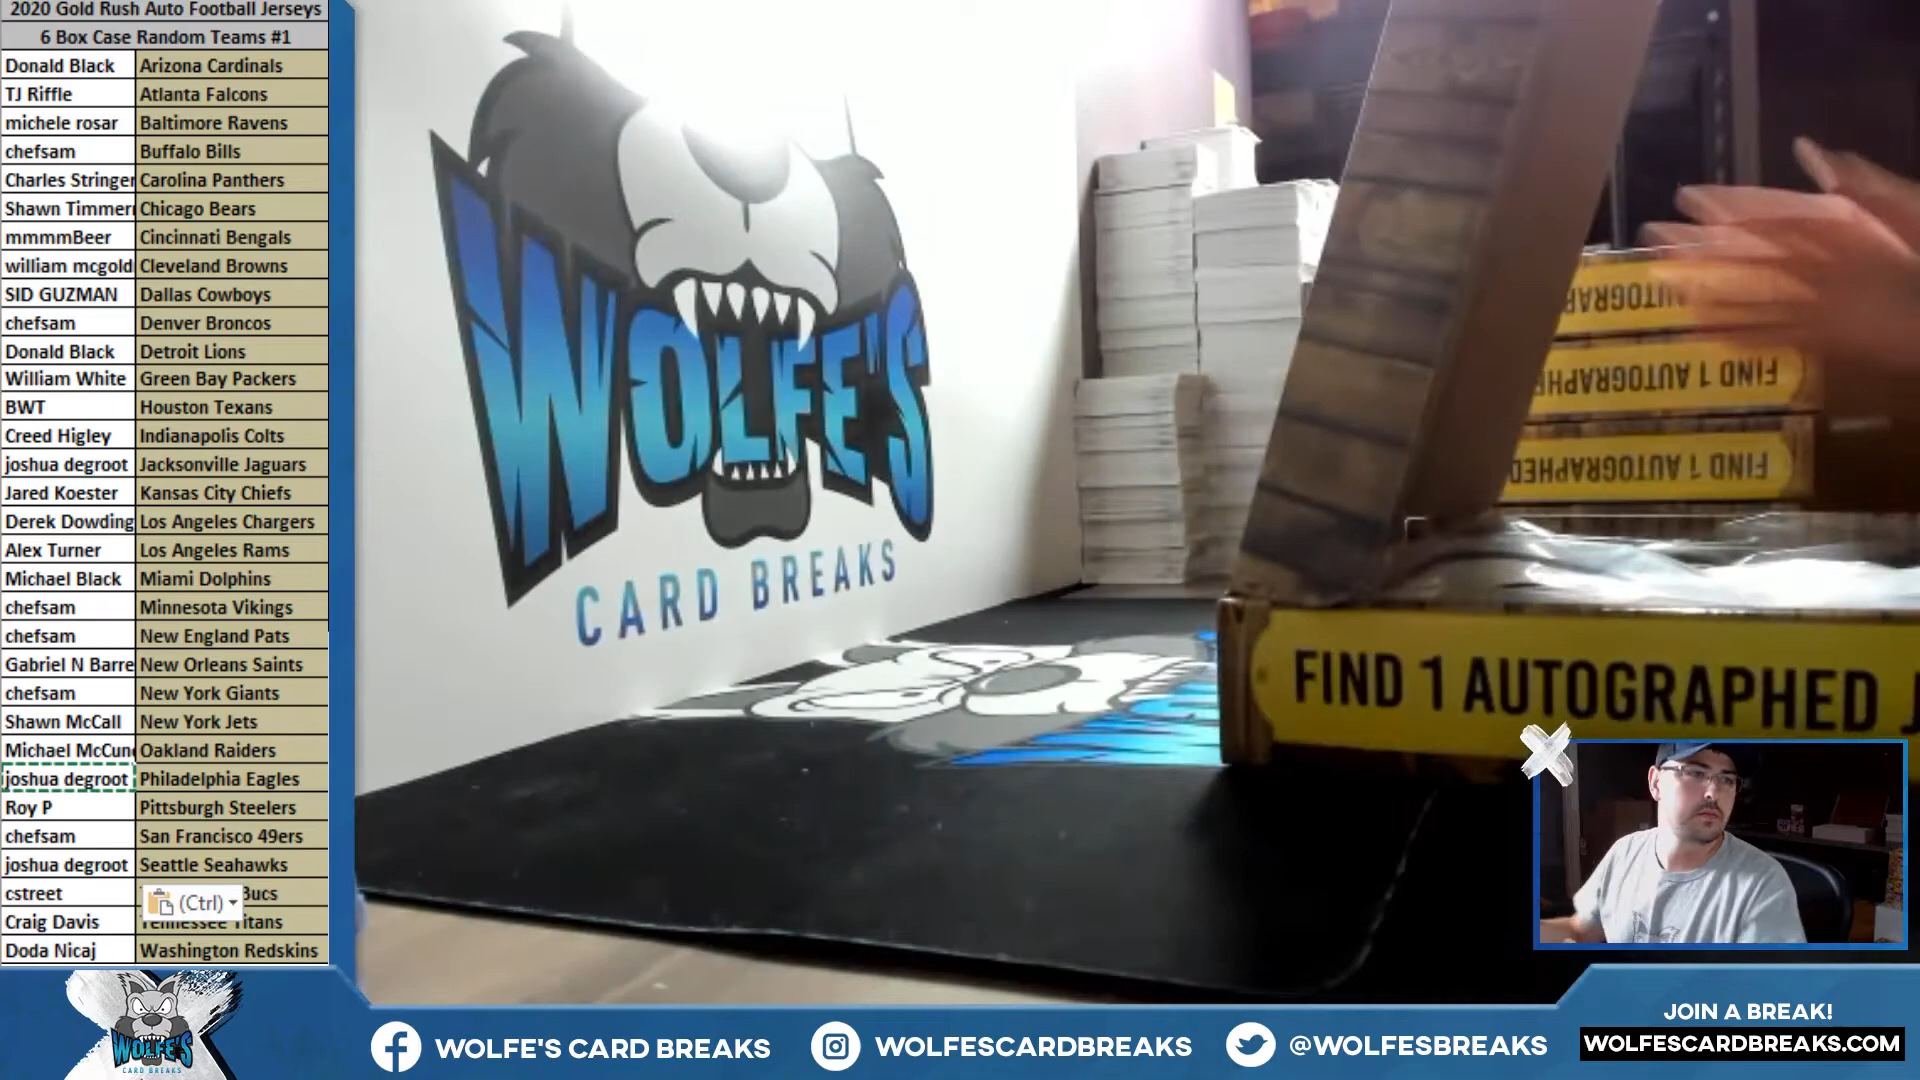 2020 Gold Rush Auto Football Jerseys
6 Box Case Random Teams #1
Donald Black Arizona Cardinals
TJ Riffle Atlanta Falcons
michele rosar Baltimore Ravens
chefsam Buffalo Bills
Charles Stringer Carolina Panthers
Shawn Timmer Chicago Bears
mmmmBeer Cincinnati Bengals
william mcgold Cleveland Browns
SID GUZMAN Dallas Cowboys
chefsam Denver Broncos
Donald Black Detroit Lions
William White Green Bay Packers
BWT Houston Texans
Creed Higley Indianapolis Colts
joshua degroot Jacksonville Jaguars
Jared Koester Kansas City Chiefs
Derek Dowding Los Angeles Chargers
Alex Turner Los Angeles Rams
Michael Black Miami Dolphins
chefsam Minnesota Vikings
chefsam New England Pats
Gabriel N Barre New Orleans Saints
chefsam New York Giants
Shawn McCall New York Jets
Michael McCun Oakland Raiders
joshua degroot Philadelphia Eagles
Roy P Pittsburgh Steelers
chefsam San Francisco 49ers
joshua degroot Seattle Seahawks
cstreet Bucs
(Ctrl)
Craig Davis Tennessee Titans
Doda Nicaj Washington Redskins
WOLFE'S
CARD BREAKS
FIND 1 AUTOGRAPHED
FIND 1 AUTOGRAPHED
FIND 1 AUTOGRAPHED J
WOLFE'S
CARD BREAKS
WOLFE'S CARD BREAKS
WOLFESCARDBREAKS
@WOLFESBREAKS
JOIN A BREAK!
WOLFESCARDBREAKS.COM